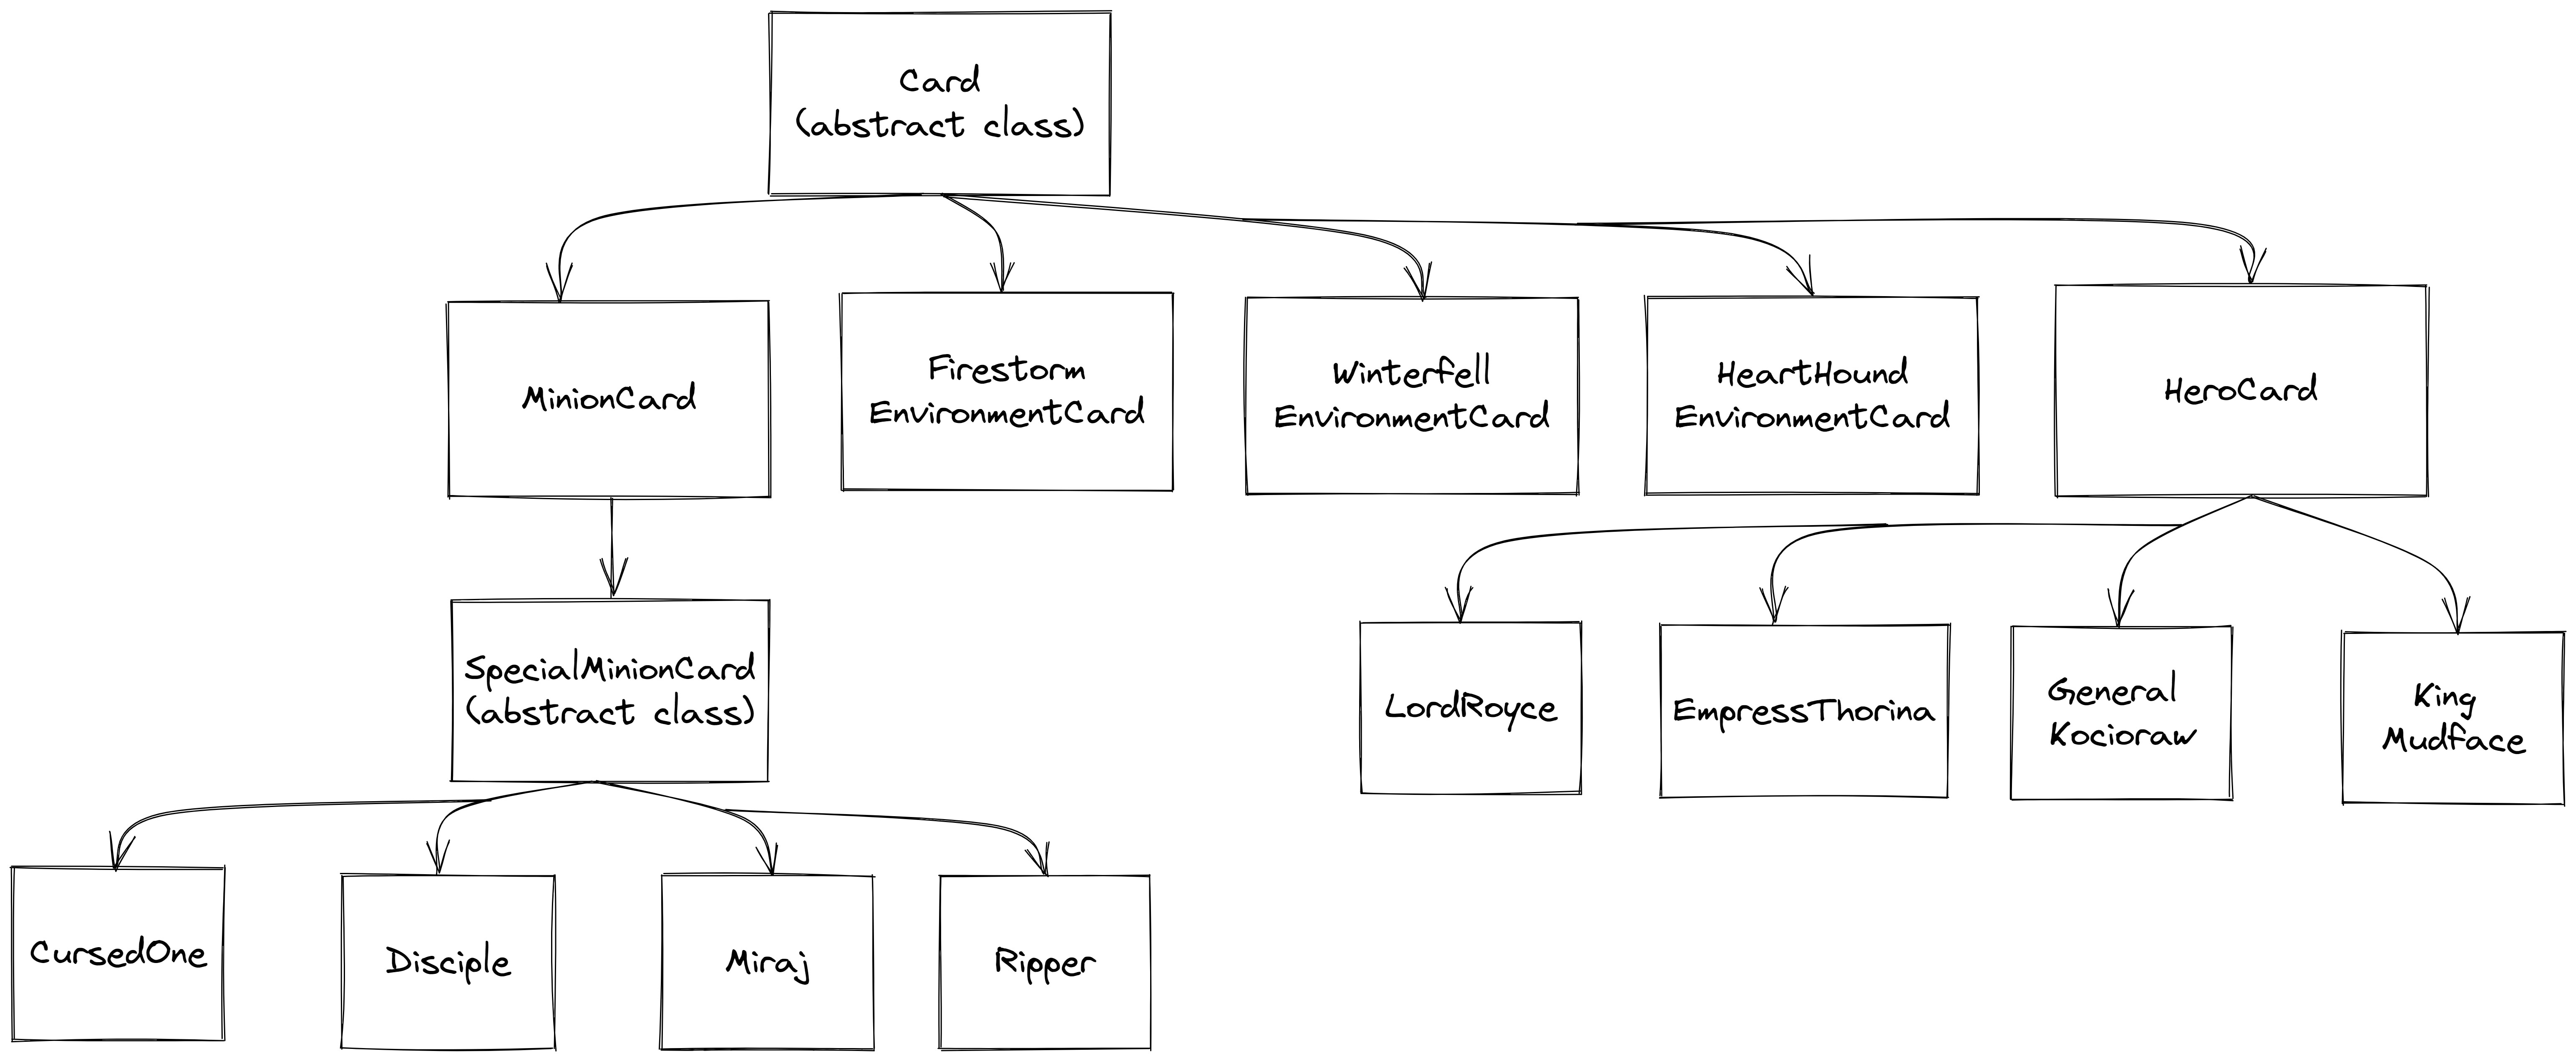 Card
(abstract class)
MinionCard
Firestorm
EnvironmentCard
Winterfell
EnvironmentCard
HeartHound
EnvironmentCard
HeroCard
SpecialMinionCard
(abstract class)
LordRoyce
EmpressThorina
General
Kocioraw
King
Mudface
CursedOne
Disciple
Miraj
Ripper